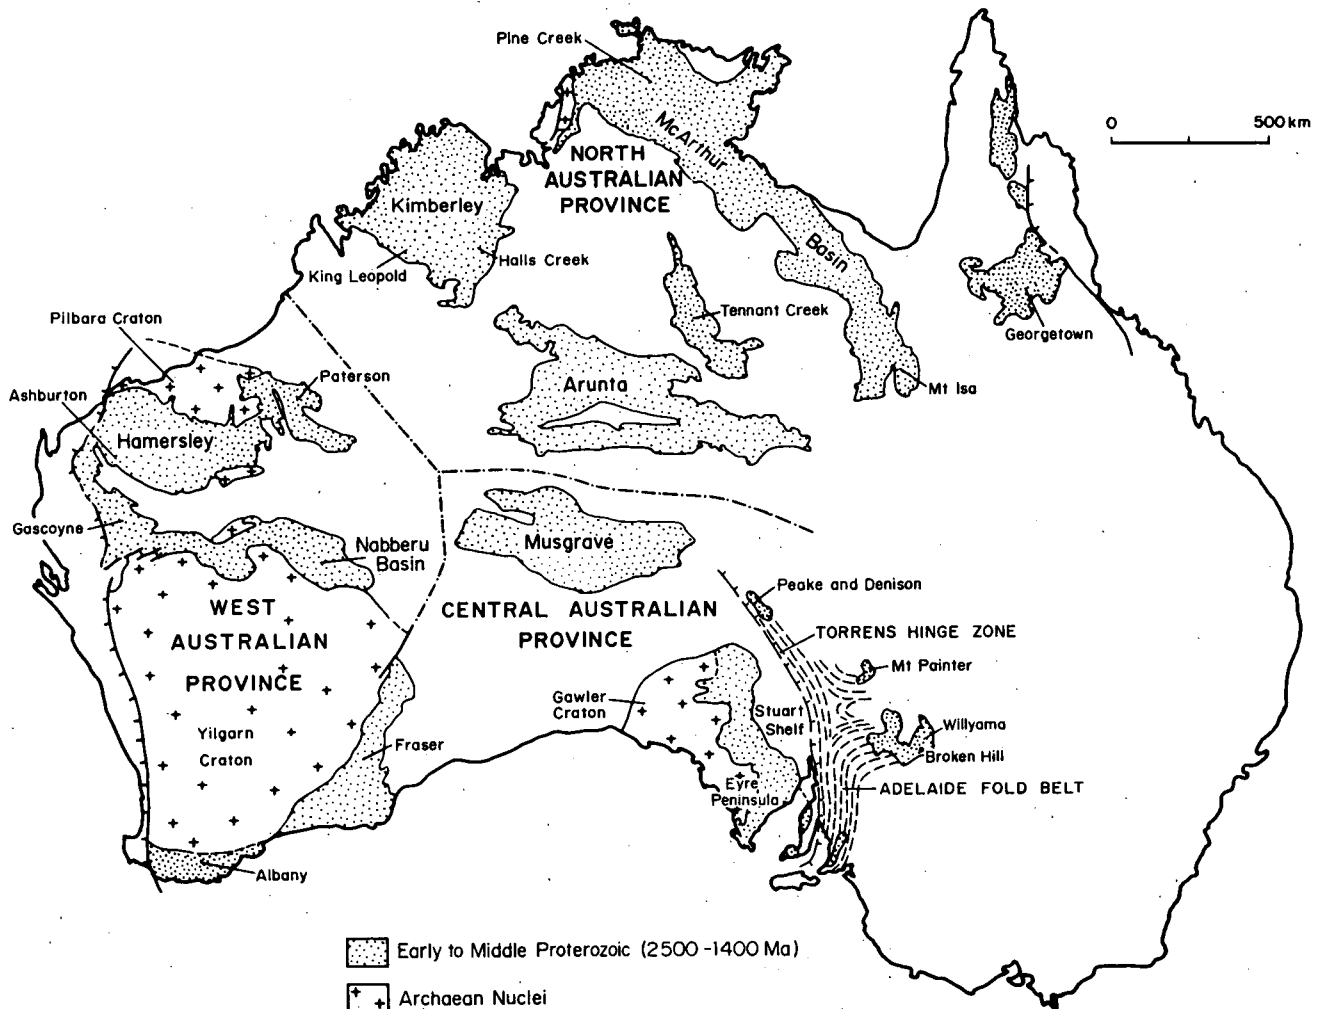 Pine Creek
0 500 km
McArthur
NORTH
AUSTRALIAN
PROVINCE
Kimberley
Basin
Halls Creek
King Leopold
Tennant Creek
Pilbara Craton
Georgetown
Paterson
Arunta
Mt Isa
Ashburton
Hamersley
Gascoyne
Nabberu
Basin
Musgrave
Peake and Denison
WEST
AUSTRALIAN
PROVINCE
CENTRAL AUSTRALIAN
PROVINCE
TORRENS HINGE ZONE
Mt Painter
Gawler
Craton
Stuart
Shelf
Willyama
Yilgarn
Craton
Fraser
Broken Hill
Eyre
Peninsula
ADELAIDE FOLD BELT
Albany
Early to Middle Proterozoic (2500-1400 Ma)
Archaean Nuclei